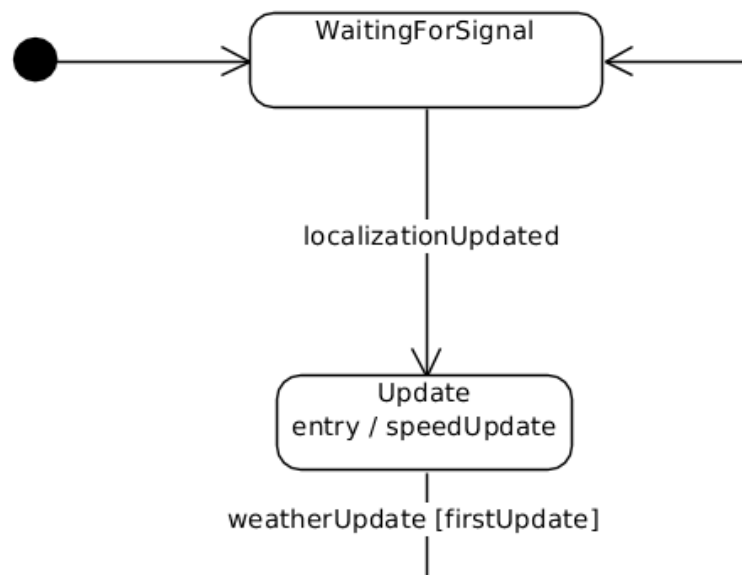 WaitingForSignal
localizationUpdated
Update
entry / speedUpdate
weatherUpdate [firstUpdate]